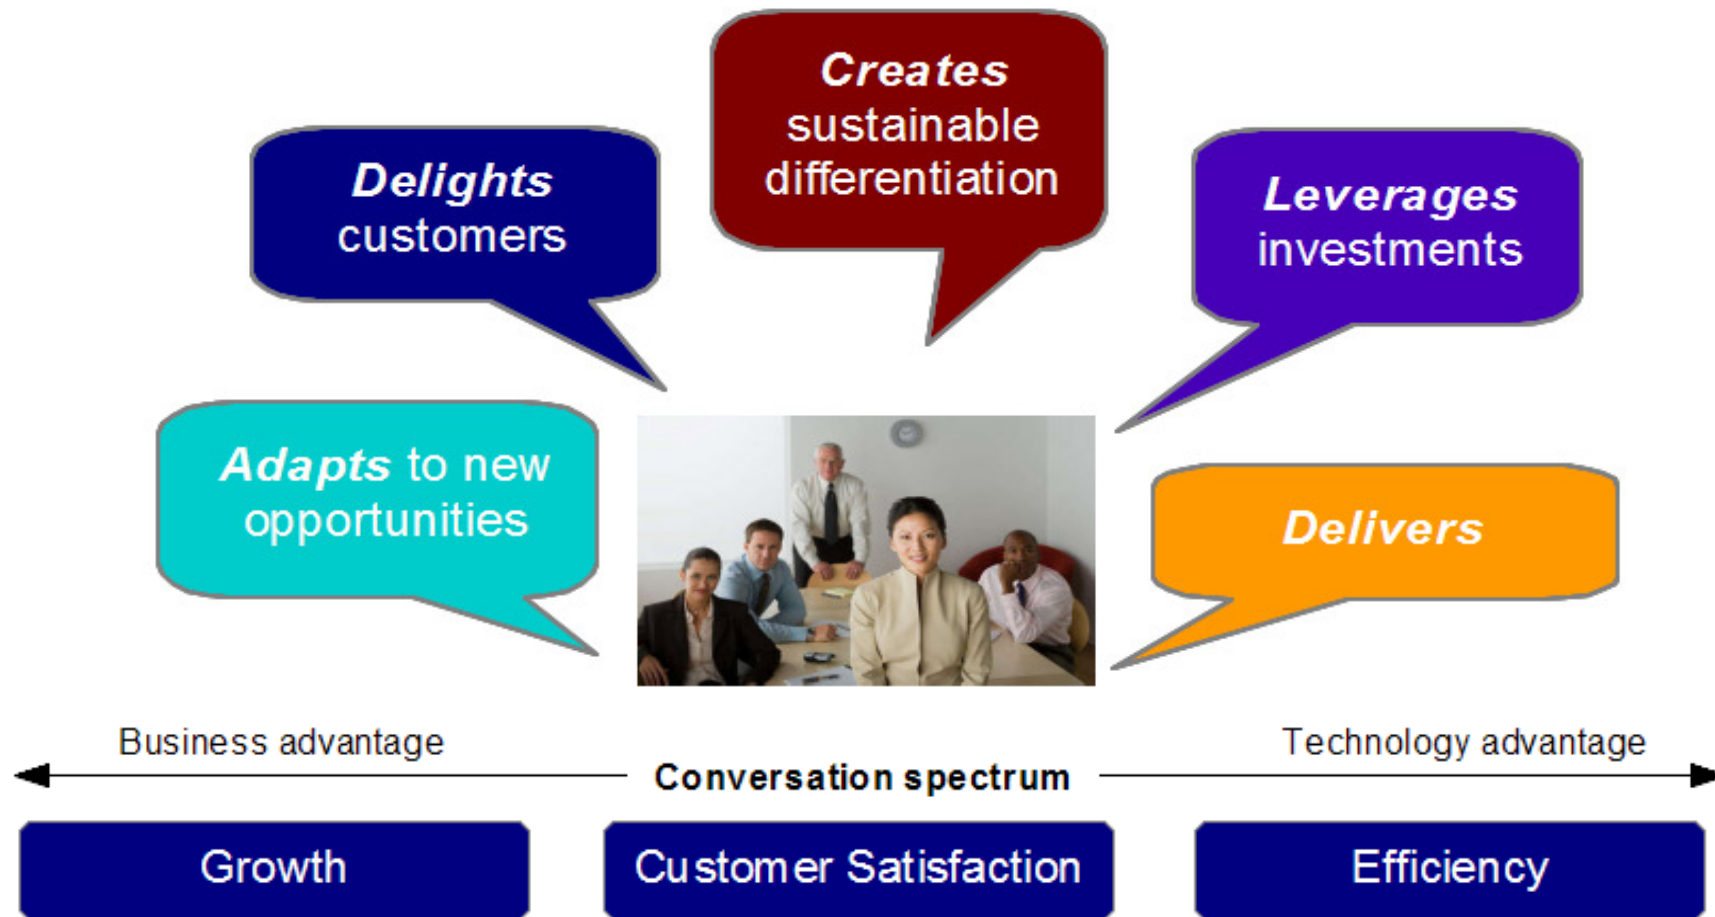 Creates
sustainable
differentiation
Delights
customers
Leverages
investments
Adapts to new
opportunities
Delivers
Business advantage
Technology advantage
Conversation spectrum
Growth
Customer Satisfaction
Efficiency